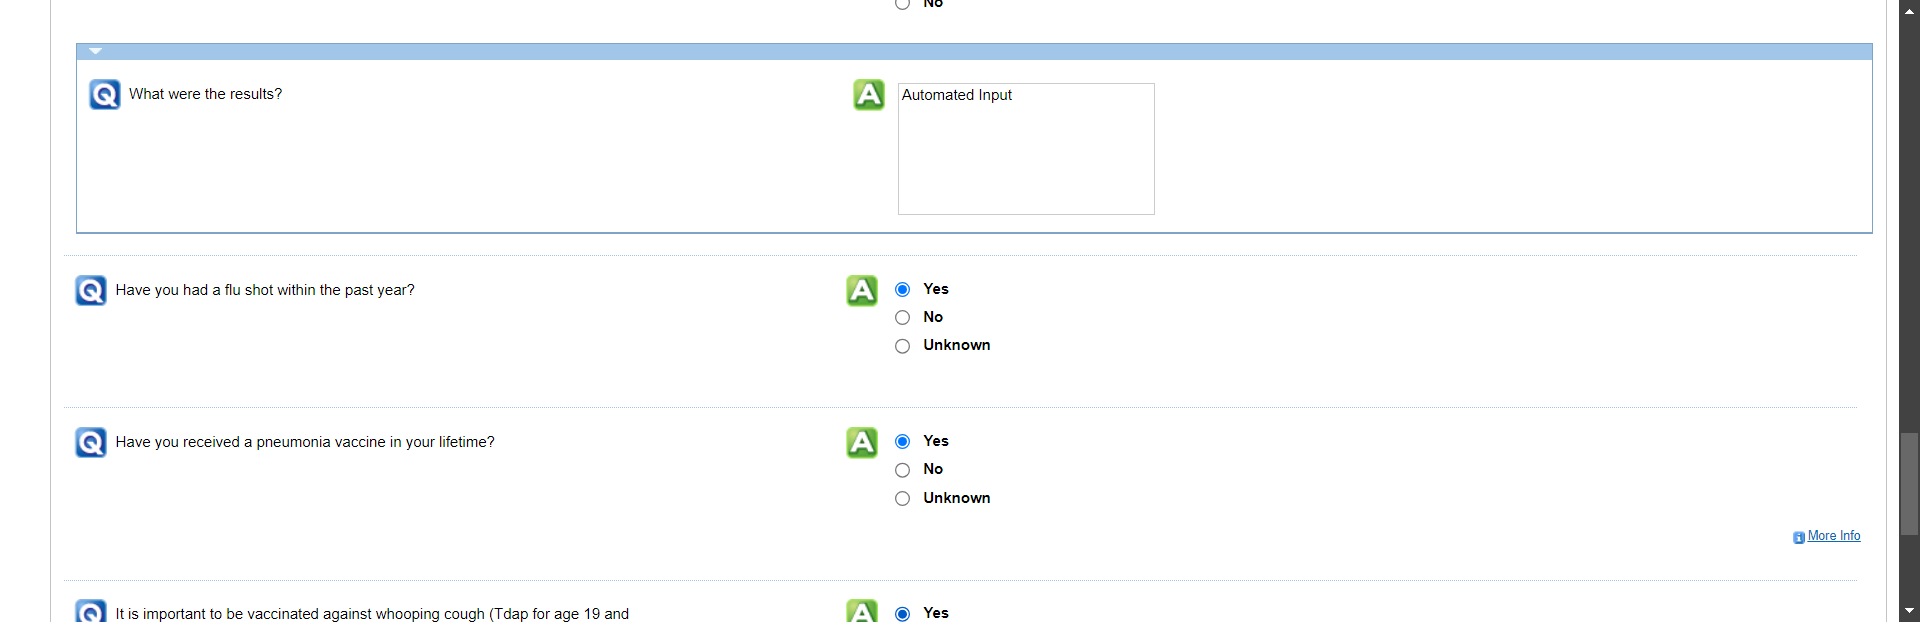 No
Q What were the results?
A Automated Input
Q Have you had a flu shot within the past year?
A Yes
No
Unknown
Q Have you received a pneumonia vaccine in your lifetime?
A Yes
No
Unknown
i More Info
Q It is important to be vaccinated against whooping cough (Tdap for age 19 and
A Yes